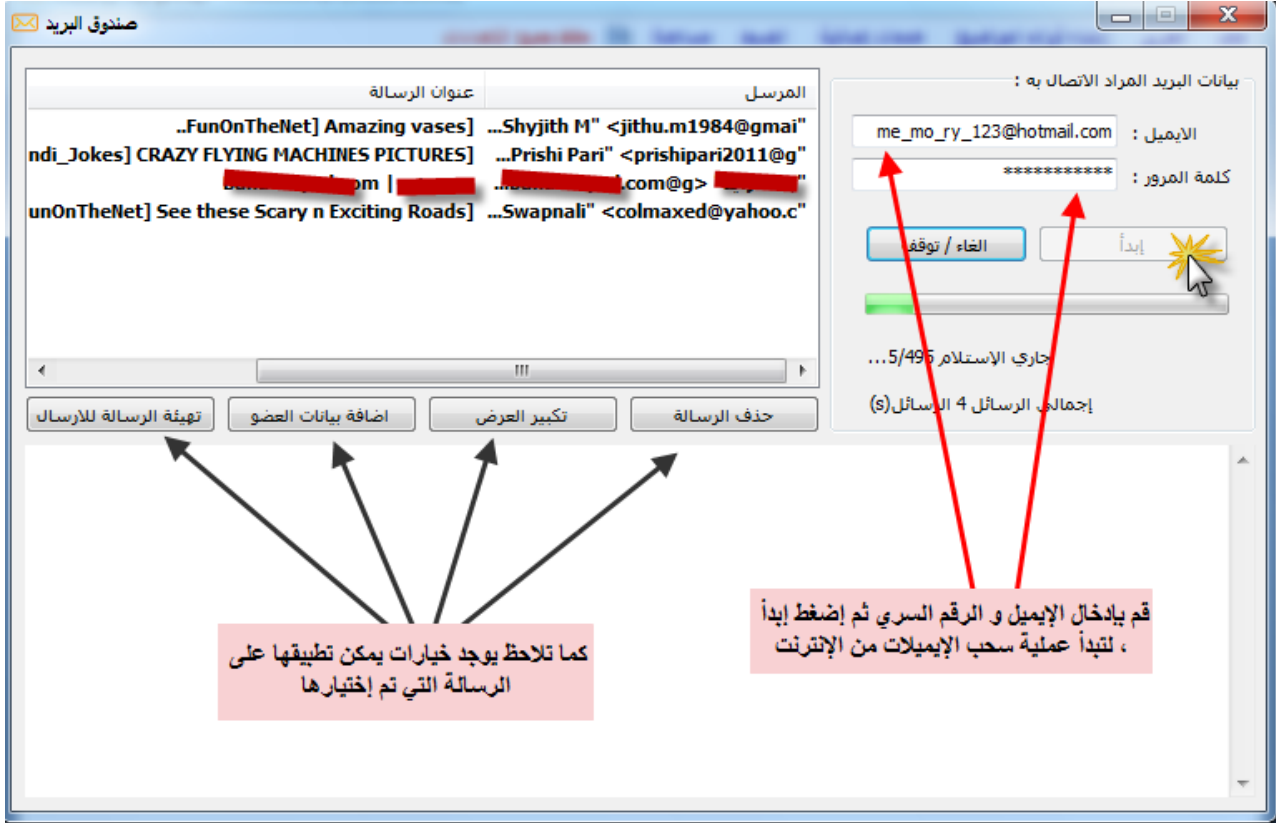 صندوق البريد
بيانات البريد المراد الاتصال به :
الايميل : me_mo_ry_123@hotmail.com
كلمة المرور : ***********
إبدأ
الغاء / توقف
جاري الإستلام 5/495...
إجمالي الرسائل 4 الرسائل(s)
المرسل عنوان الرسالة
"Shyjith M" <jithu.m1984@gmai... [FunOnTheNet] Amazing vases..
"Prishi Pari" <prishipari2011@g... ndi_Jokes] CRAZY FLYING MACHINES PICTURES]
.com@g>
"Swapnali" <colmaxed@yahoo.c... unOnTheNet] See these Scary n Exciting Roads]
حذف الرسالة
تكبير العرض
اضافة بيانات العضو
تهيئة الرسالة للارسال
قم بإدخال الإيميل و الرقم السري ثم إضغط إبدأ
، لتبدأ عملية سحب الإيميلات من الإنترنت
كما تلاحظ يوجد خيارات يمكن تطبيقها على
الرسالة التي تم إختيارها